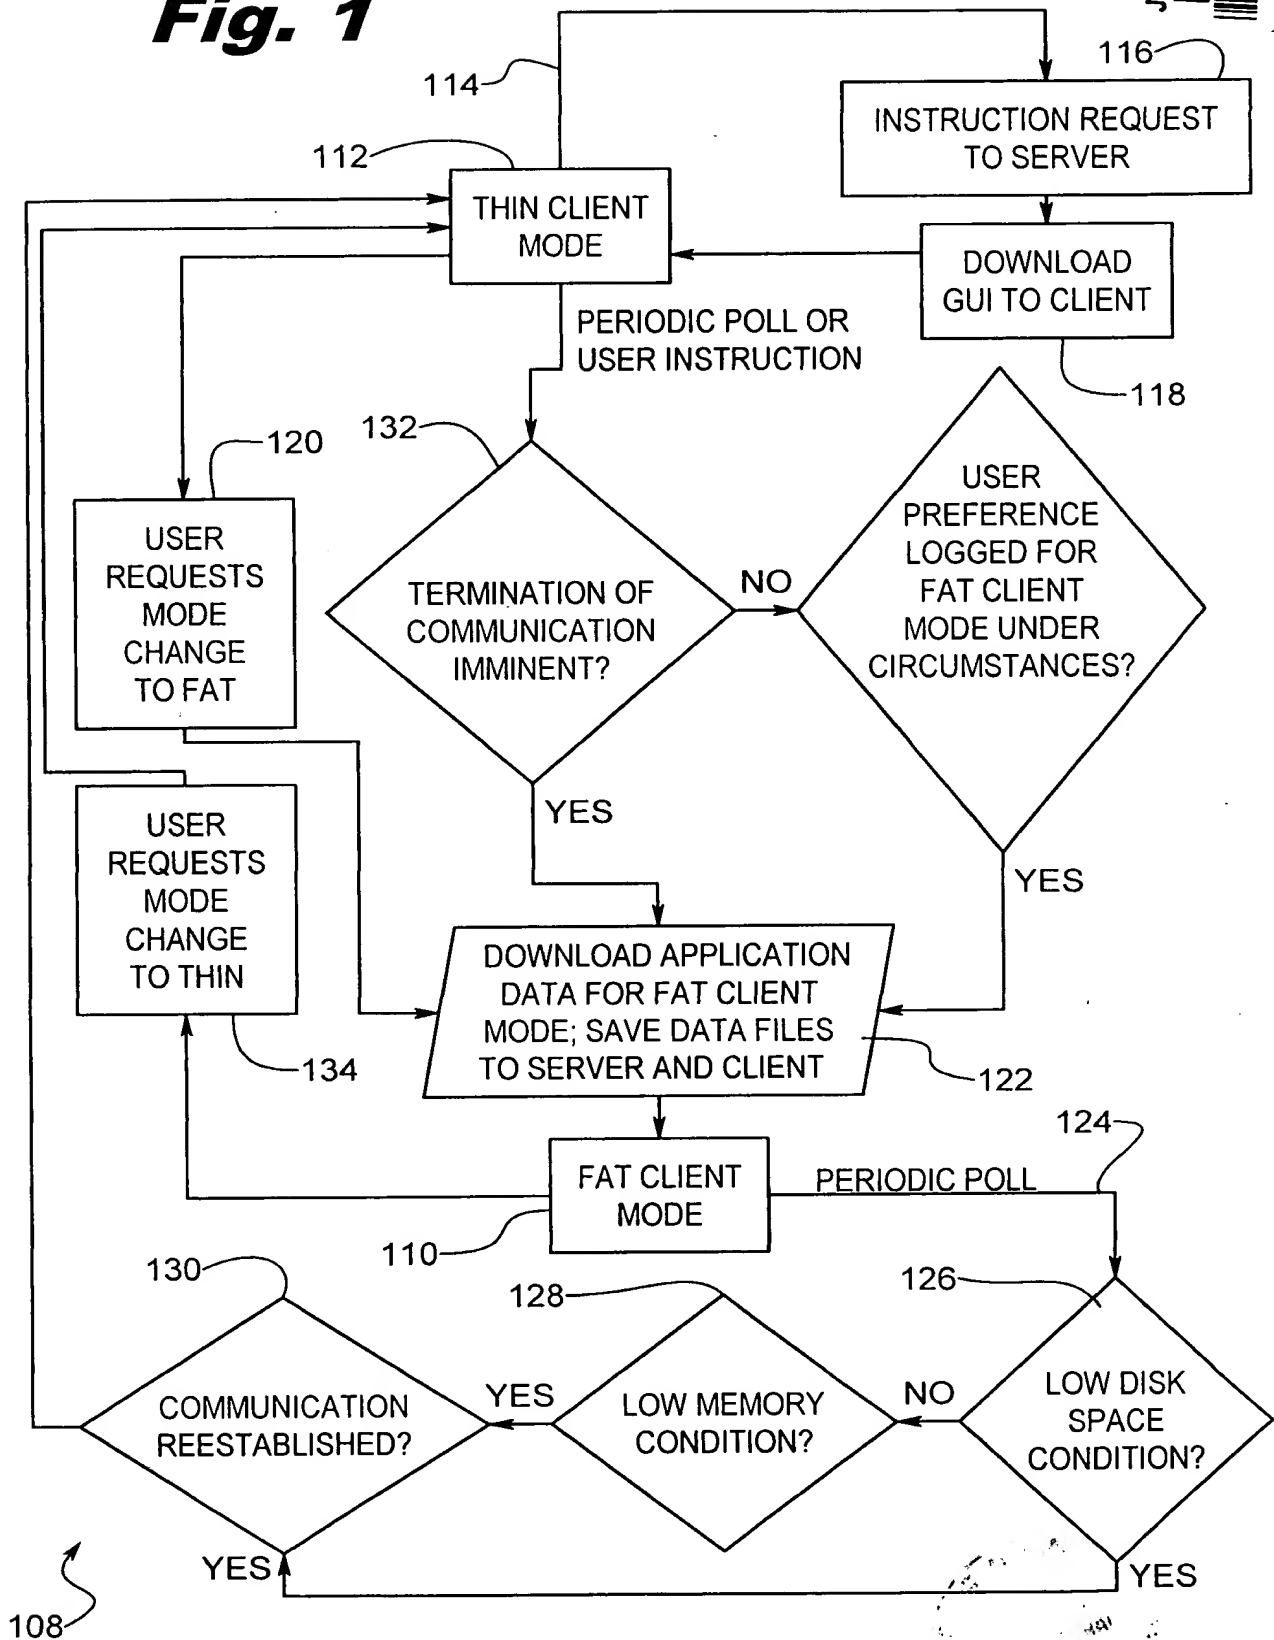 Fig. 1
114
116
INSTRUCTION REQUEST
TO SERVER
112
THIN CLIENT
MODE
DOWNLOAD
GUI TO CLIENT
118
PERIODIC POLL OR
USER INSTRUCTION
132
120
USER
REQUESTS
MODE
CHANGE
TO FAT
TERMINATION OF
COMMUNICATION
IMMINENT?
NO
USER
PREFERENCE
LOGGED FOR
FAT CLIENT
MODE UNDER
CIRCUMSTANCES?
YES
YES
USER
REQUESTS
MODE
CHANGE
TO THIN
134
DOWNLOAD APPLICATION
DATA FOR FAT CLIENT
MODE; SAVE DATA FILES
TO SERVER AND CLIENT
122
FAT CLIENT
MODE
110
PERIODIC POLL
124
130
128
126
COMMUNICATION
REESTABLISHED?
YES
LOW MEMORY
CONDITION?
NO
LOW DISK
SPACE
CONDITION?
YES
YES
108